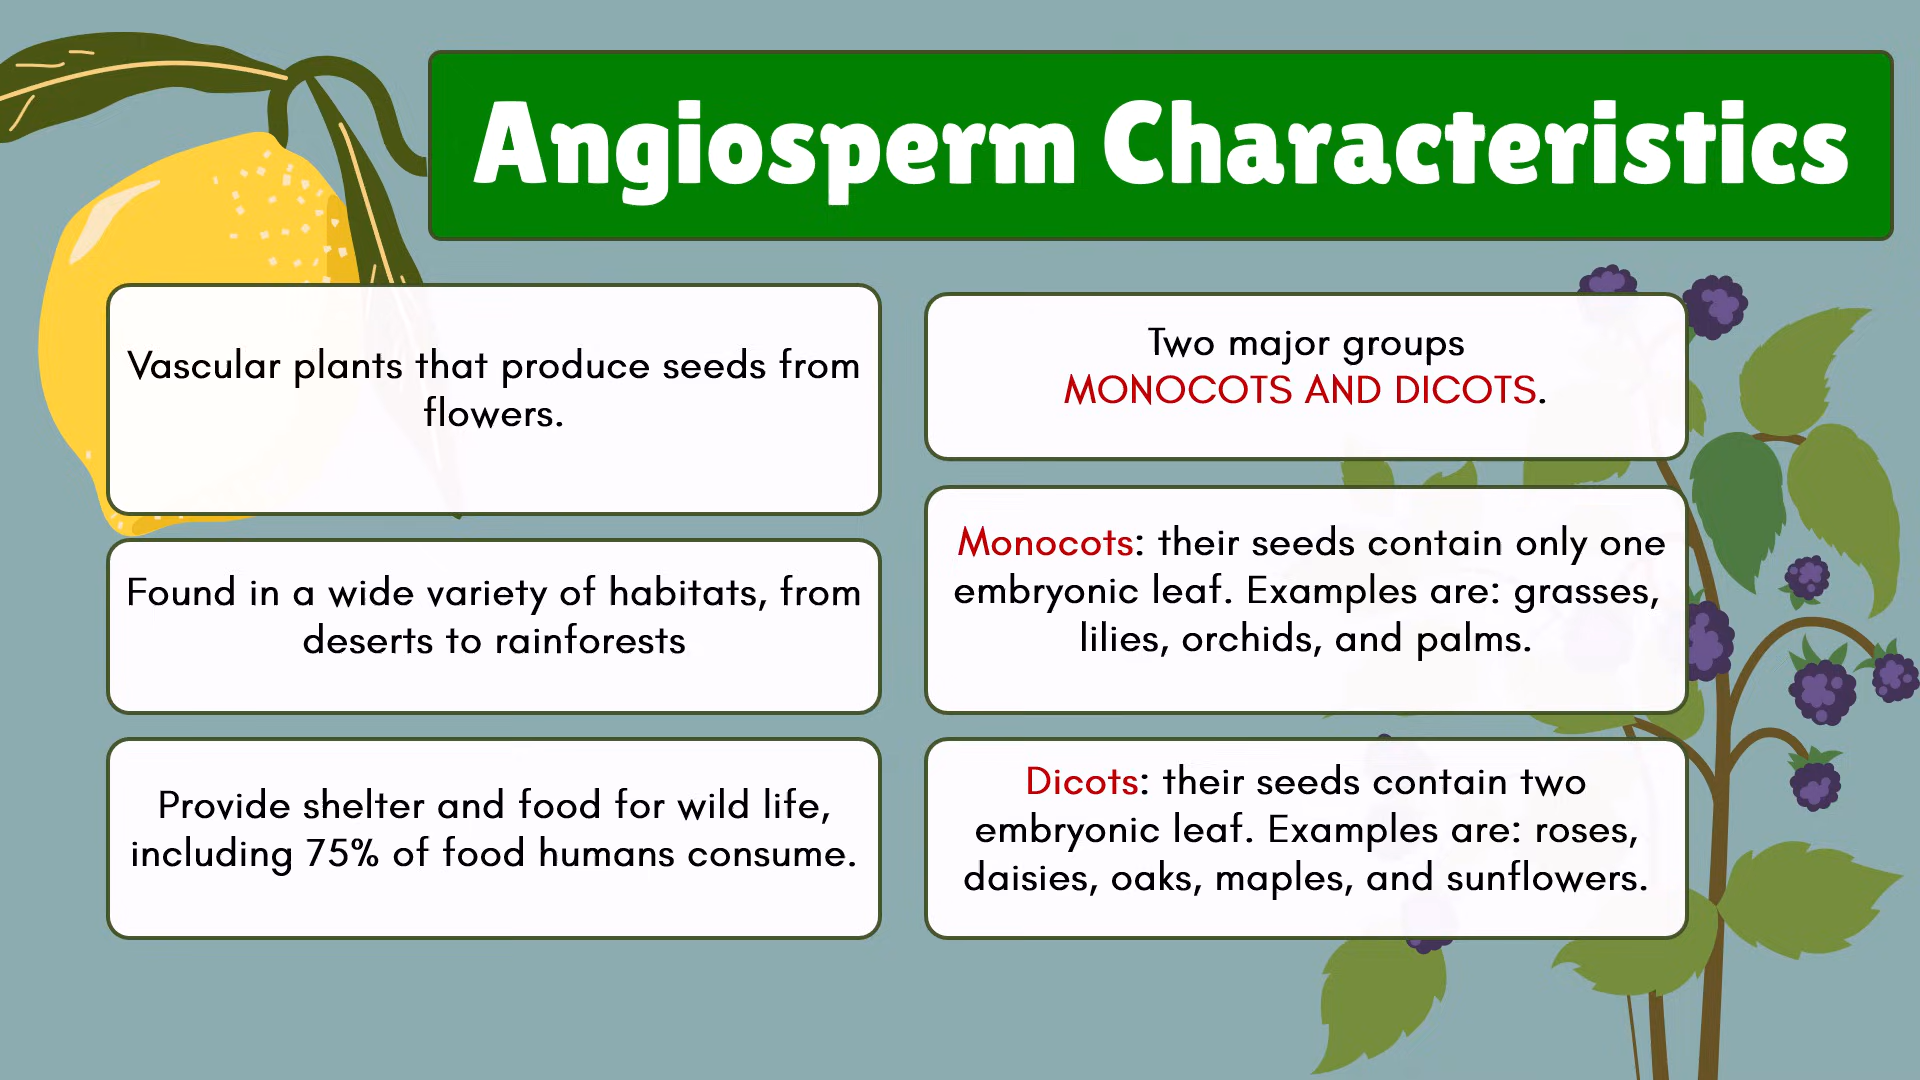 Angiosperm Characteristics
Vascular plants that produce seeds from
flowers.
Found in a wide variety of habitats, from
deserts to rainforests
Provide shelter and food for wild life,
including 75% of food humans consume.
Two major groups
MONOCOTS AND DICOTS.
Monocots: their seeds contain only one
embryonic leaf. Examples are: grasses,
lilies, orchids, and palms.
Dicots: their seeds contain two
embryonic leaf. Examples are: roses,
daisies, oaks, maples, and sunflowers.